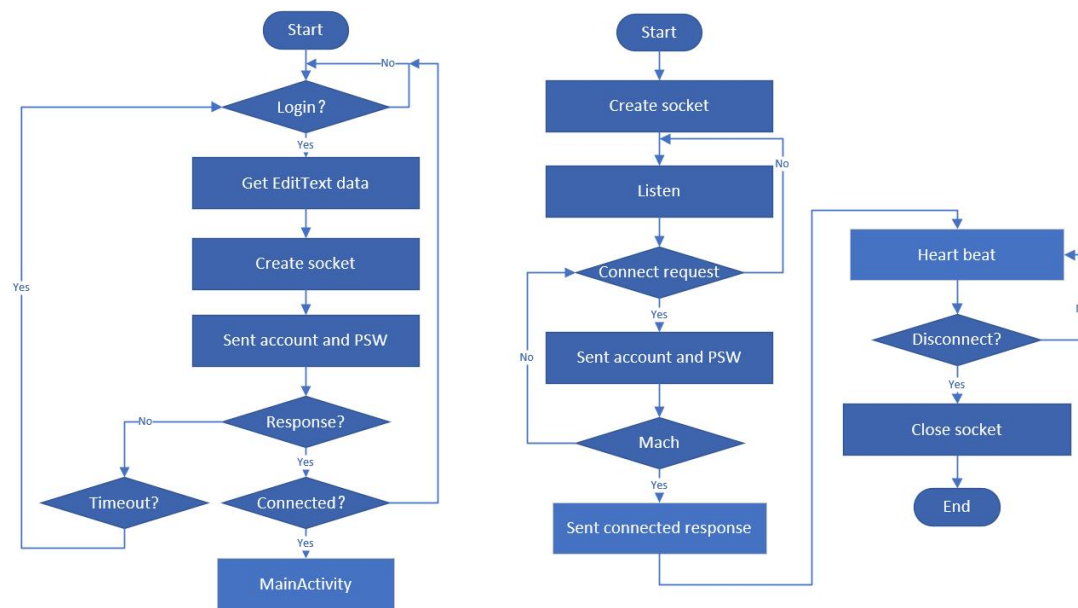 Start
No
Login?
Yes
Get EditText data
Create socket
Yes
Sent account and PSW
Response?
No
Yes
Timeout?
Connected?
Yes
MainActivity
Start
Create socket
No
Listen
Connect request
Yes
No
Sent account and PSW
Mach
Yes
Sent connected response
Heart beat
Disconnect?
Yes
Close socket
End